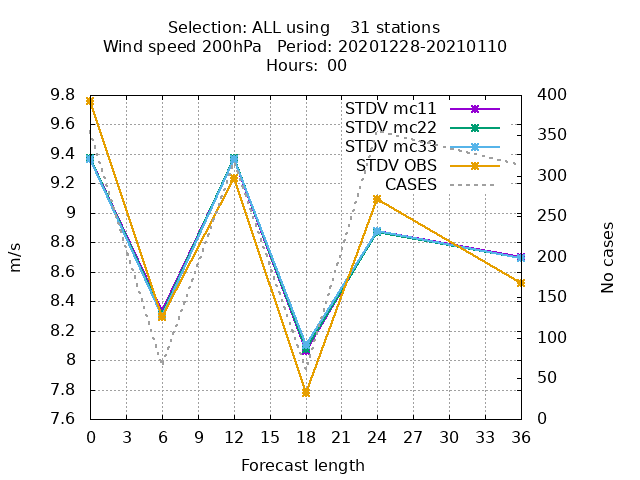 Selection: ALL using    31 stations
Wind speed 200hPa   Period: 20201228-20210110
Hours: 00
STDV mc11
STDV mc22
STDV mc33
STDV OBS
CASES
9.8
9.6
9.4
9.2
9
8.8
8.6
8.4
8.2
8
7.8
7.6
400
350
300
250
200
150
100
50
0
m/s
No cases
0 3 6 9 12 15 18 21 24 27 30 33 36
Forecast length